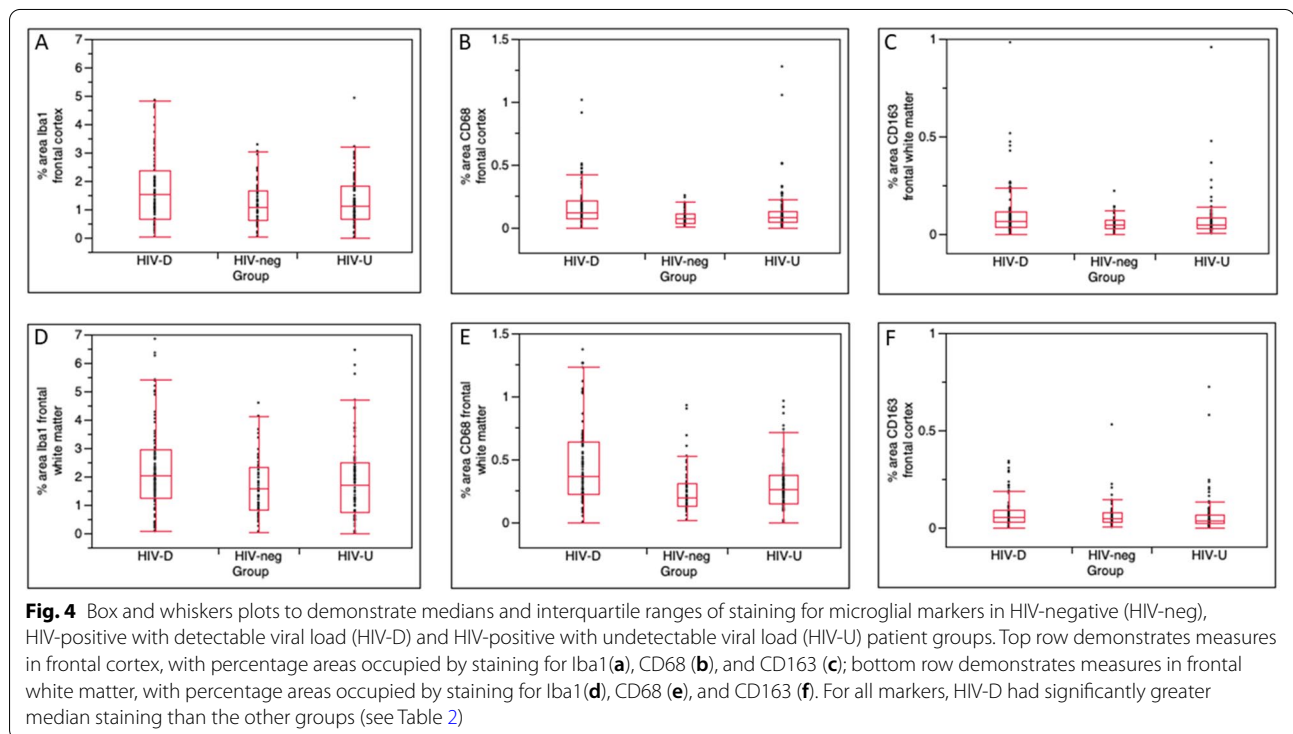 A
% area Iba1
frontal cortex
7
6
5
4
3
2
1
0
HIV-D
HIV-neg
HIV-U
Group
B
% area CD68
frontal cortex
1.5
1
0.5
0
HIV-D
HIV-neg
HIV-U
Group
C
% area CD163
frontal white matter
1
0.5
0
HIV-D
HIV-neg
HIV-U
Group
D
% area Iba1 frontal
white matter
7
6
5
4
3
2
1
0
HIV-D
HIV-neg
HIV-U
Group
E
% area CD68 frontal
white matter
1.5
1
0.5
0
HIV-D
HIV-neg
HIV-U
Group
F
% area CD163
frontal cortex
1
0.5
0
HIV-D
HIV-neg
HIV-U
Group
Fig. 4 Box and whiskers plots to demonstrate medians and interquartile ranges of staining for microglial markers in HIV-negative (HIV-neg),
HIV-positive with detectable viral load (HIV-D) and HIV-positive with undetectable viral load (HIV-U) patient groups. Top row demonstrates measures
in frontal cortex, with percentage areas occupied by staining for Iba1(a), CD68 (b), and CD163 (c); bottom row demonstrates measures in frontal
white matter, with percentage areas occupied by staining for Iba1(d), CD68 (e), and CD163 (f). For all markers, HIV-D had significantly greater
median staining than the other groups (see Table 2)